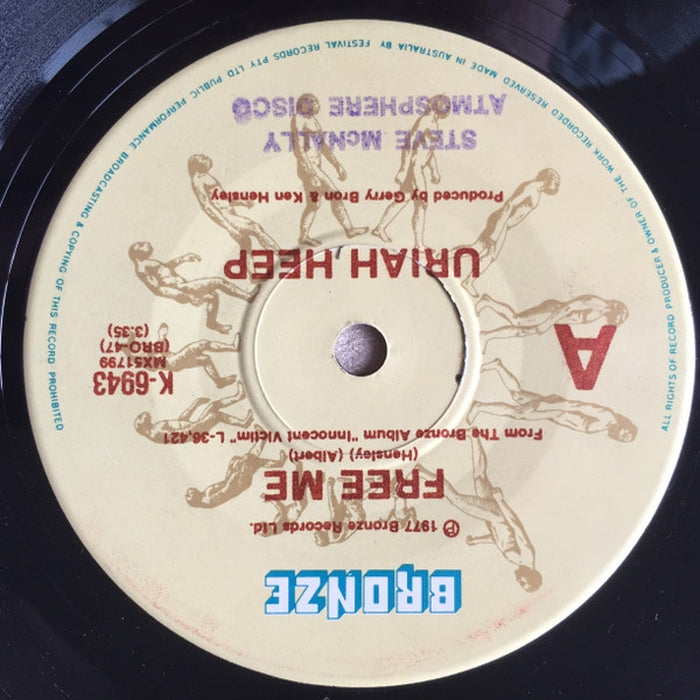 BRONZE
℗ 1977 Bronze Records Ltd.
FREE ME
(Hensley) (Albert)
From The Bronze Album "Innocent Victim" L-36,421
A
K-6943
MX51799
(BRO-47)
(3.35)
URIAH HEEP
Produced by Gerry Bron & Ken Hensley
STEVE McNALLY
ATMOSPHERE DISCO
ALL RIGHTS OF RECORD PRODUCER & OWNER OF THE WORK RECORDED RESERVED MADE IN AUSTRALIA BY FESTIVAL RECORDS PTY LTD PUBLIC PERFORMANCE BROADCASTING & COPYING OF THIS RECORD PROHIBITED